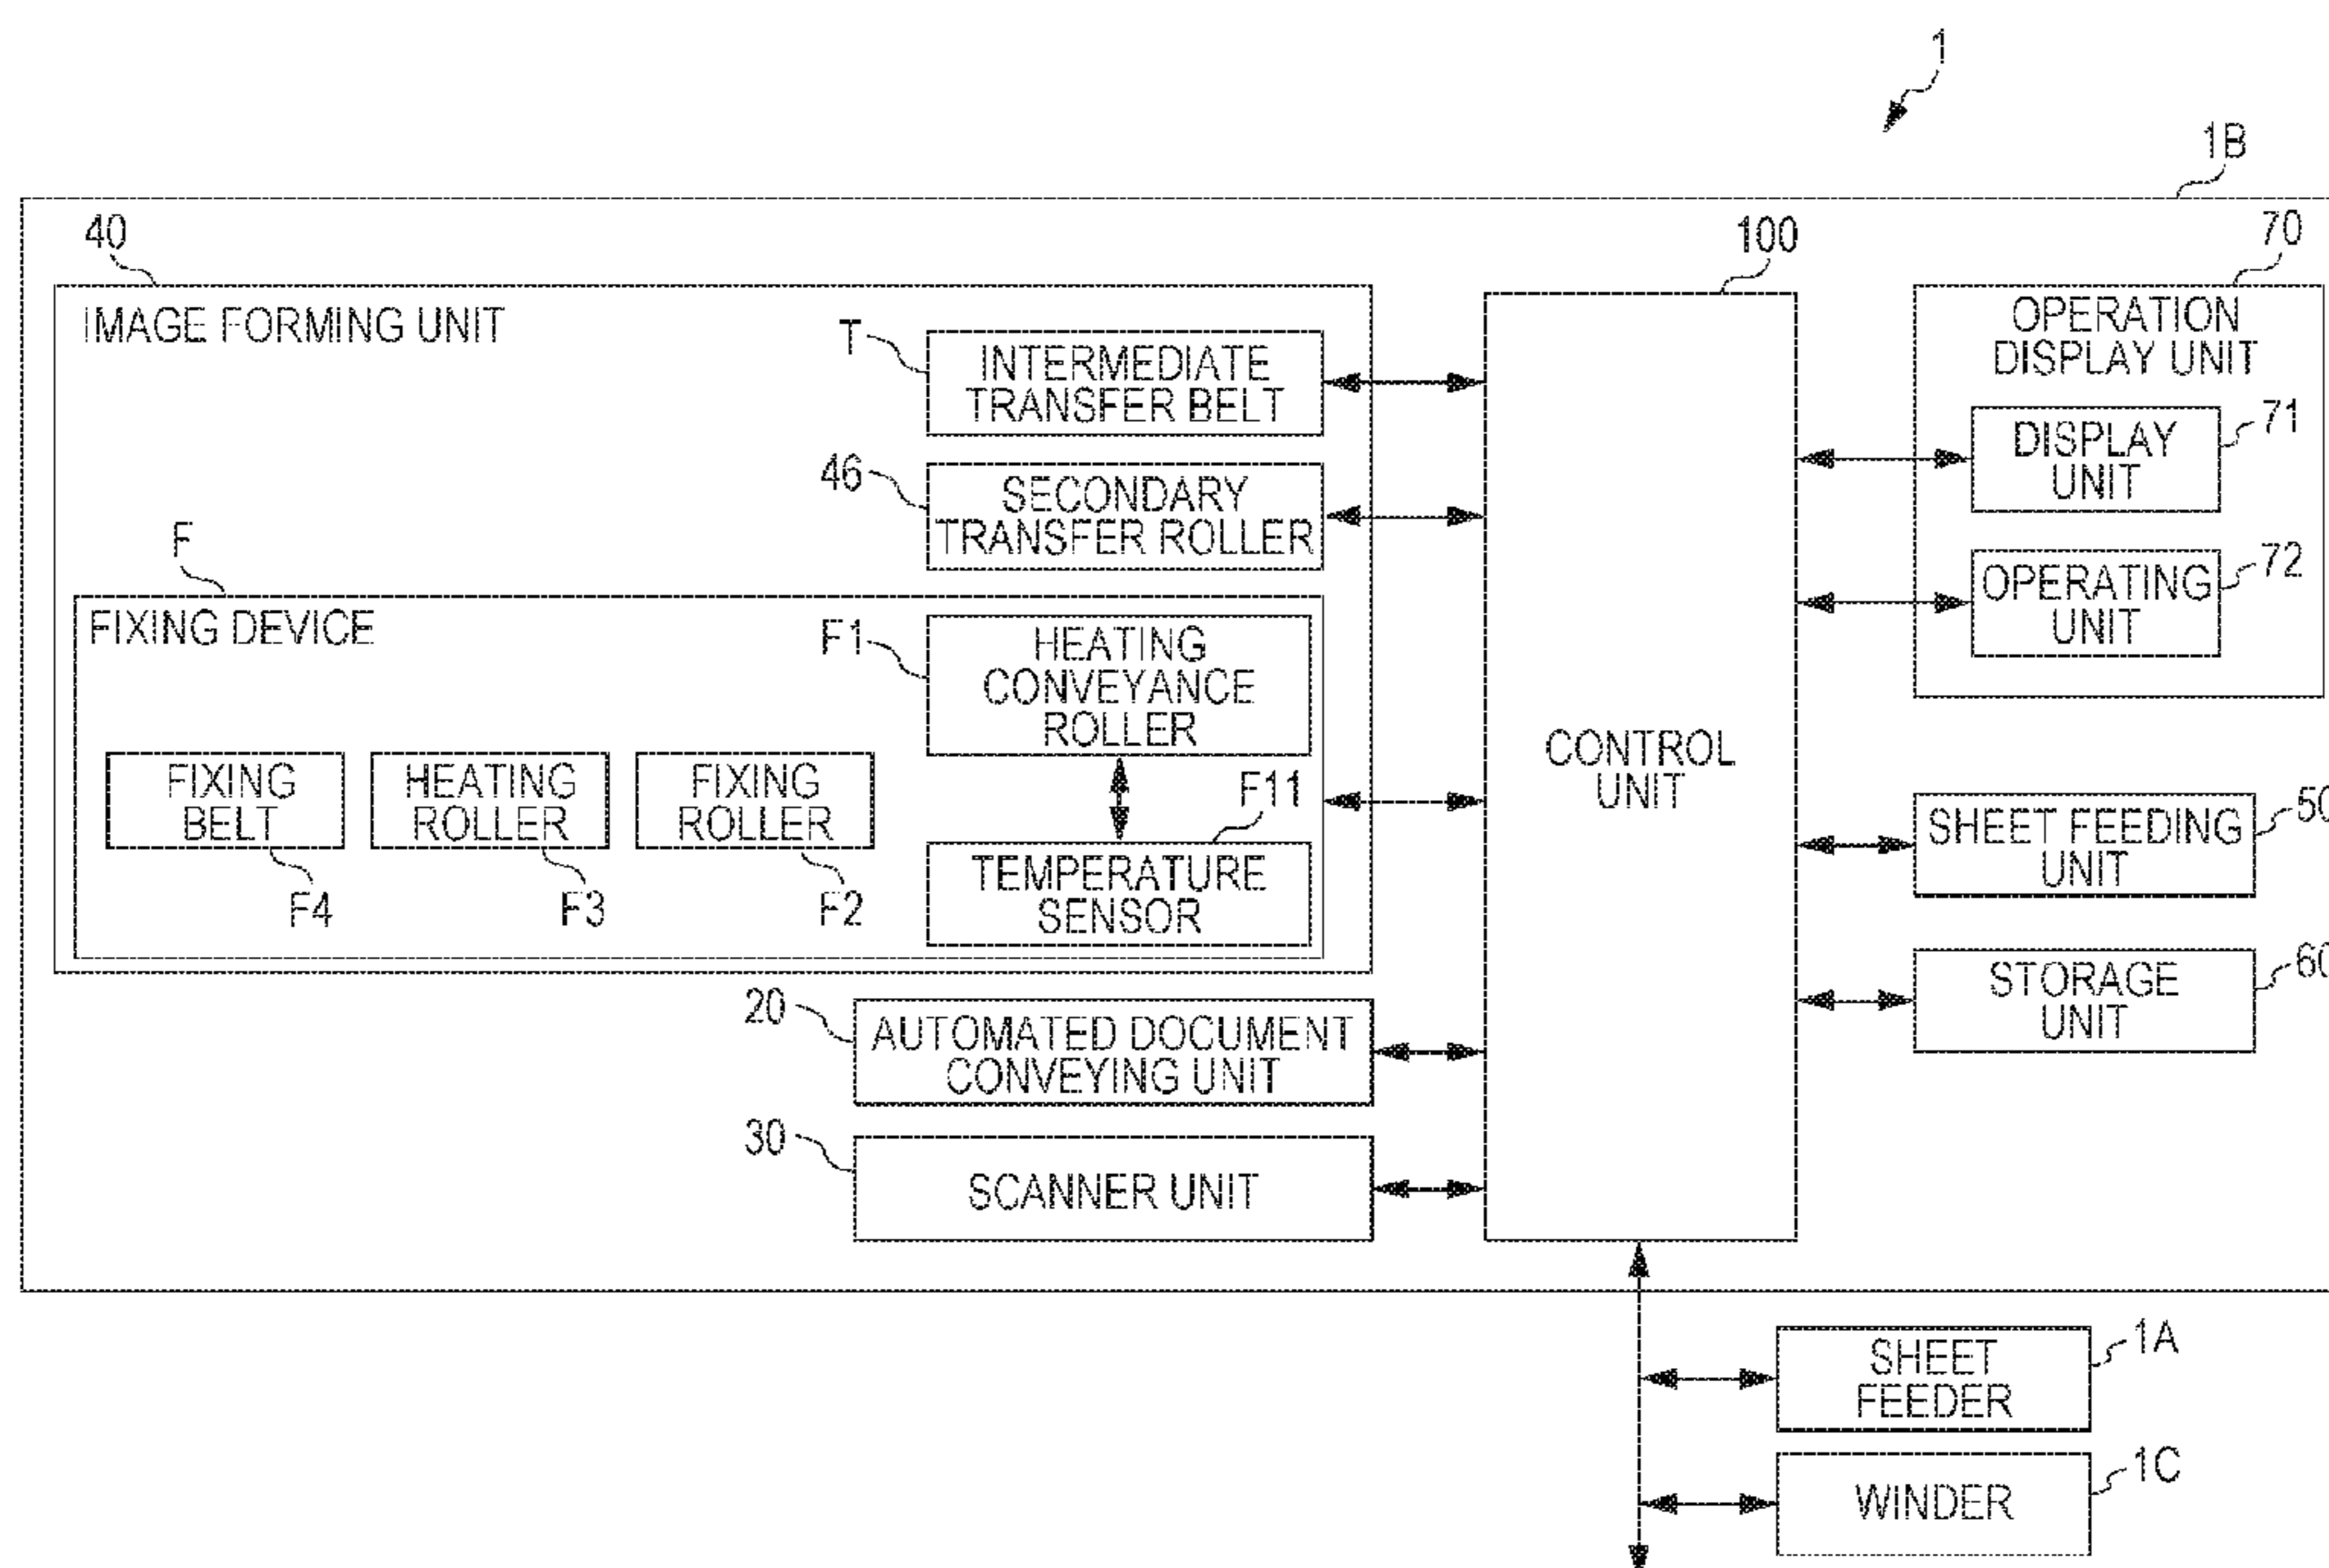 1
1B
40
100
70
IMAGE FORMING UNIT
T
INTERMEDIATE
TRANSFER BELT
OPERATION
DISPLAY UNIT
DISPLAY
UNIT
71
46
SECONDARY
TRANSFER ROLLER
OPERATING
UNIT
72
F
FIXING DEVICE
F1
HEATING
CONVEYANCE
ROLLER
CONTROL
UNIT
FIXING
BELT
F4
HEATING
ROLLER
F3
FIXING
ROLLER
F2
F11
TEMPERATURE
SENSOR
SHEET FEEDING
UNIT
50
STORAGE
UNIT
60
20
AUTOMATED DOCUMENT
CONVEYING UNIT
30
SCANNER UNIT
SHEET
FEEDER
1A
WINDER
1C